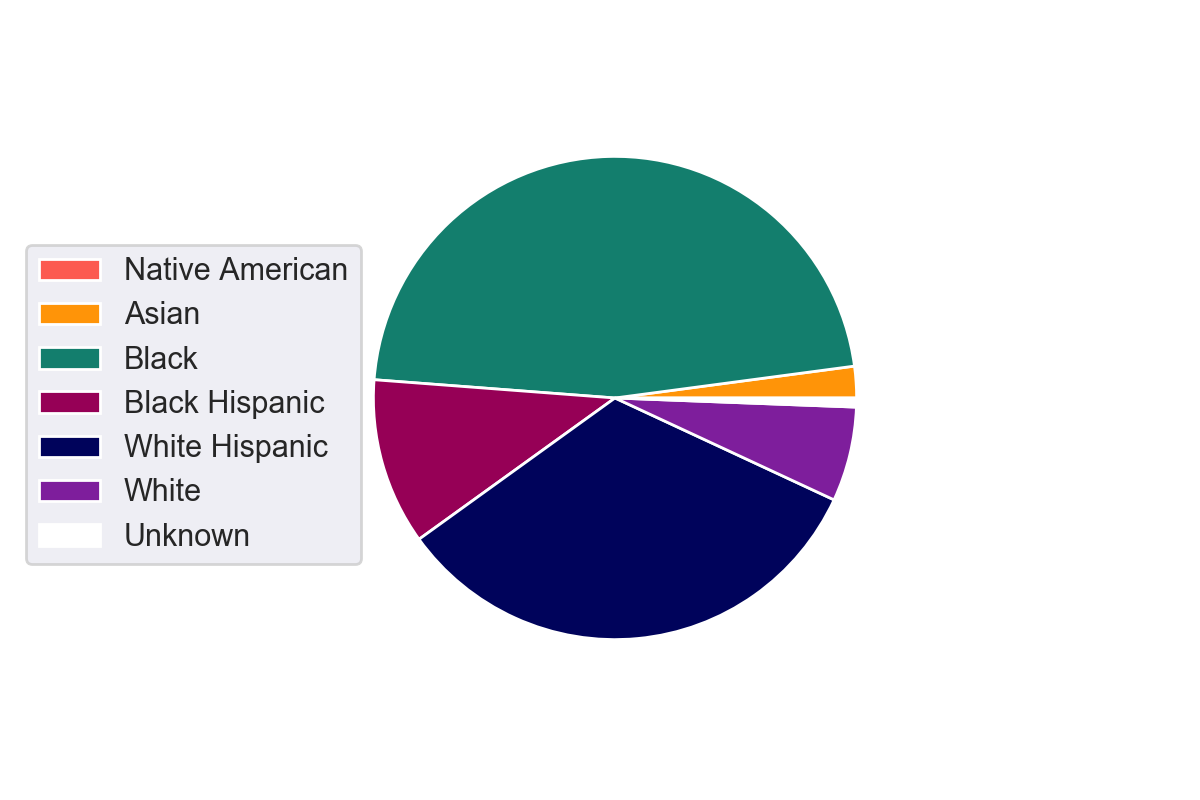 Native American
Asian
Black
Black Hispanic
White Hispanic
White
Unknown